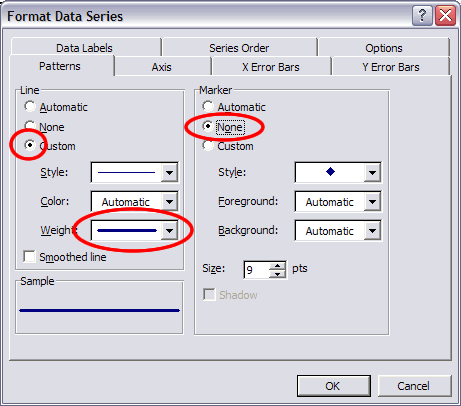 Format Data Series
Data Labels Series Order Options
Patterns Axis X Error Bars Y Error Bars
Line
Automatic
None
Custom
Style:
Color: Automatic
Weight:
Smoothed line
Sample
Marker
Automatic
None
Custom
Style:
Foreground: Automatic
Background: Automatic
Size: 9 pts
Shadow
OK Cancel